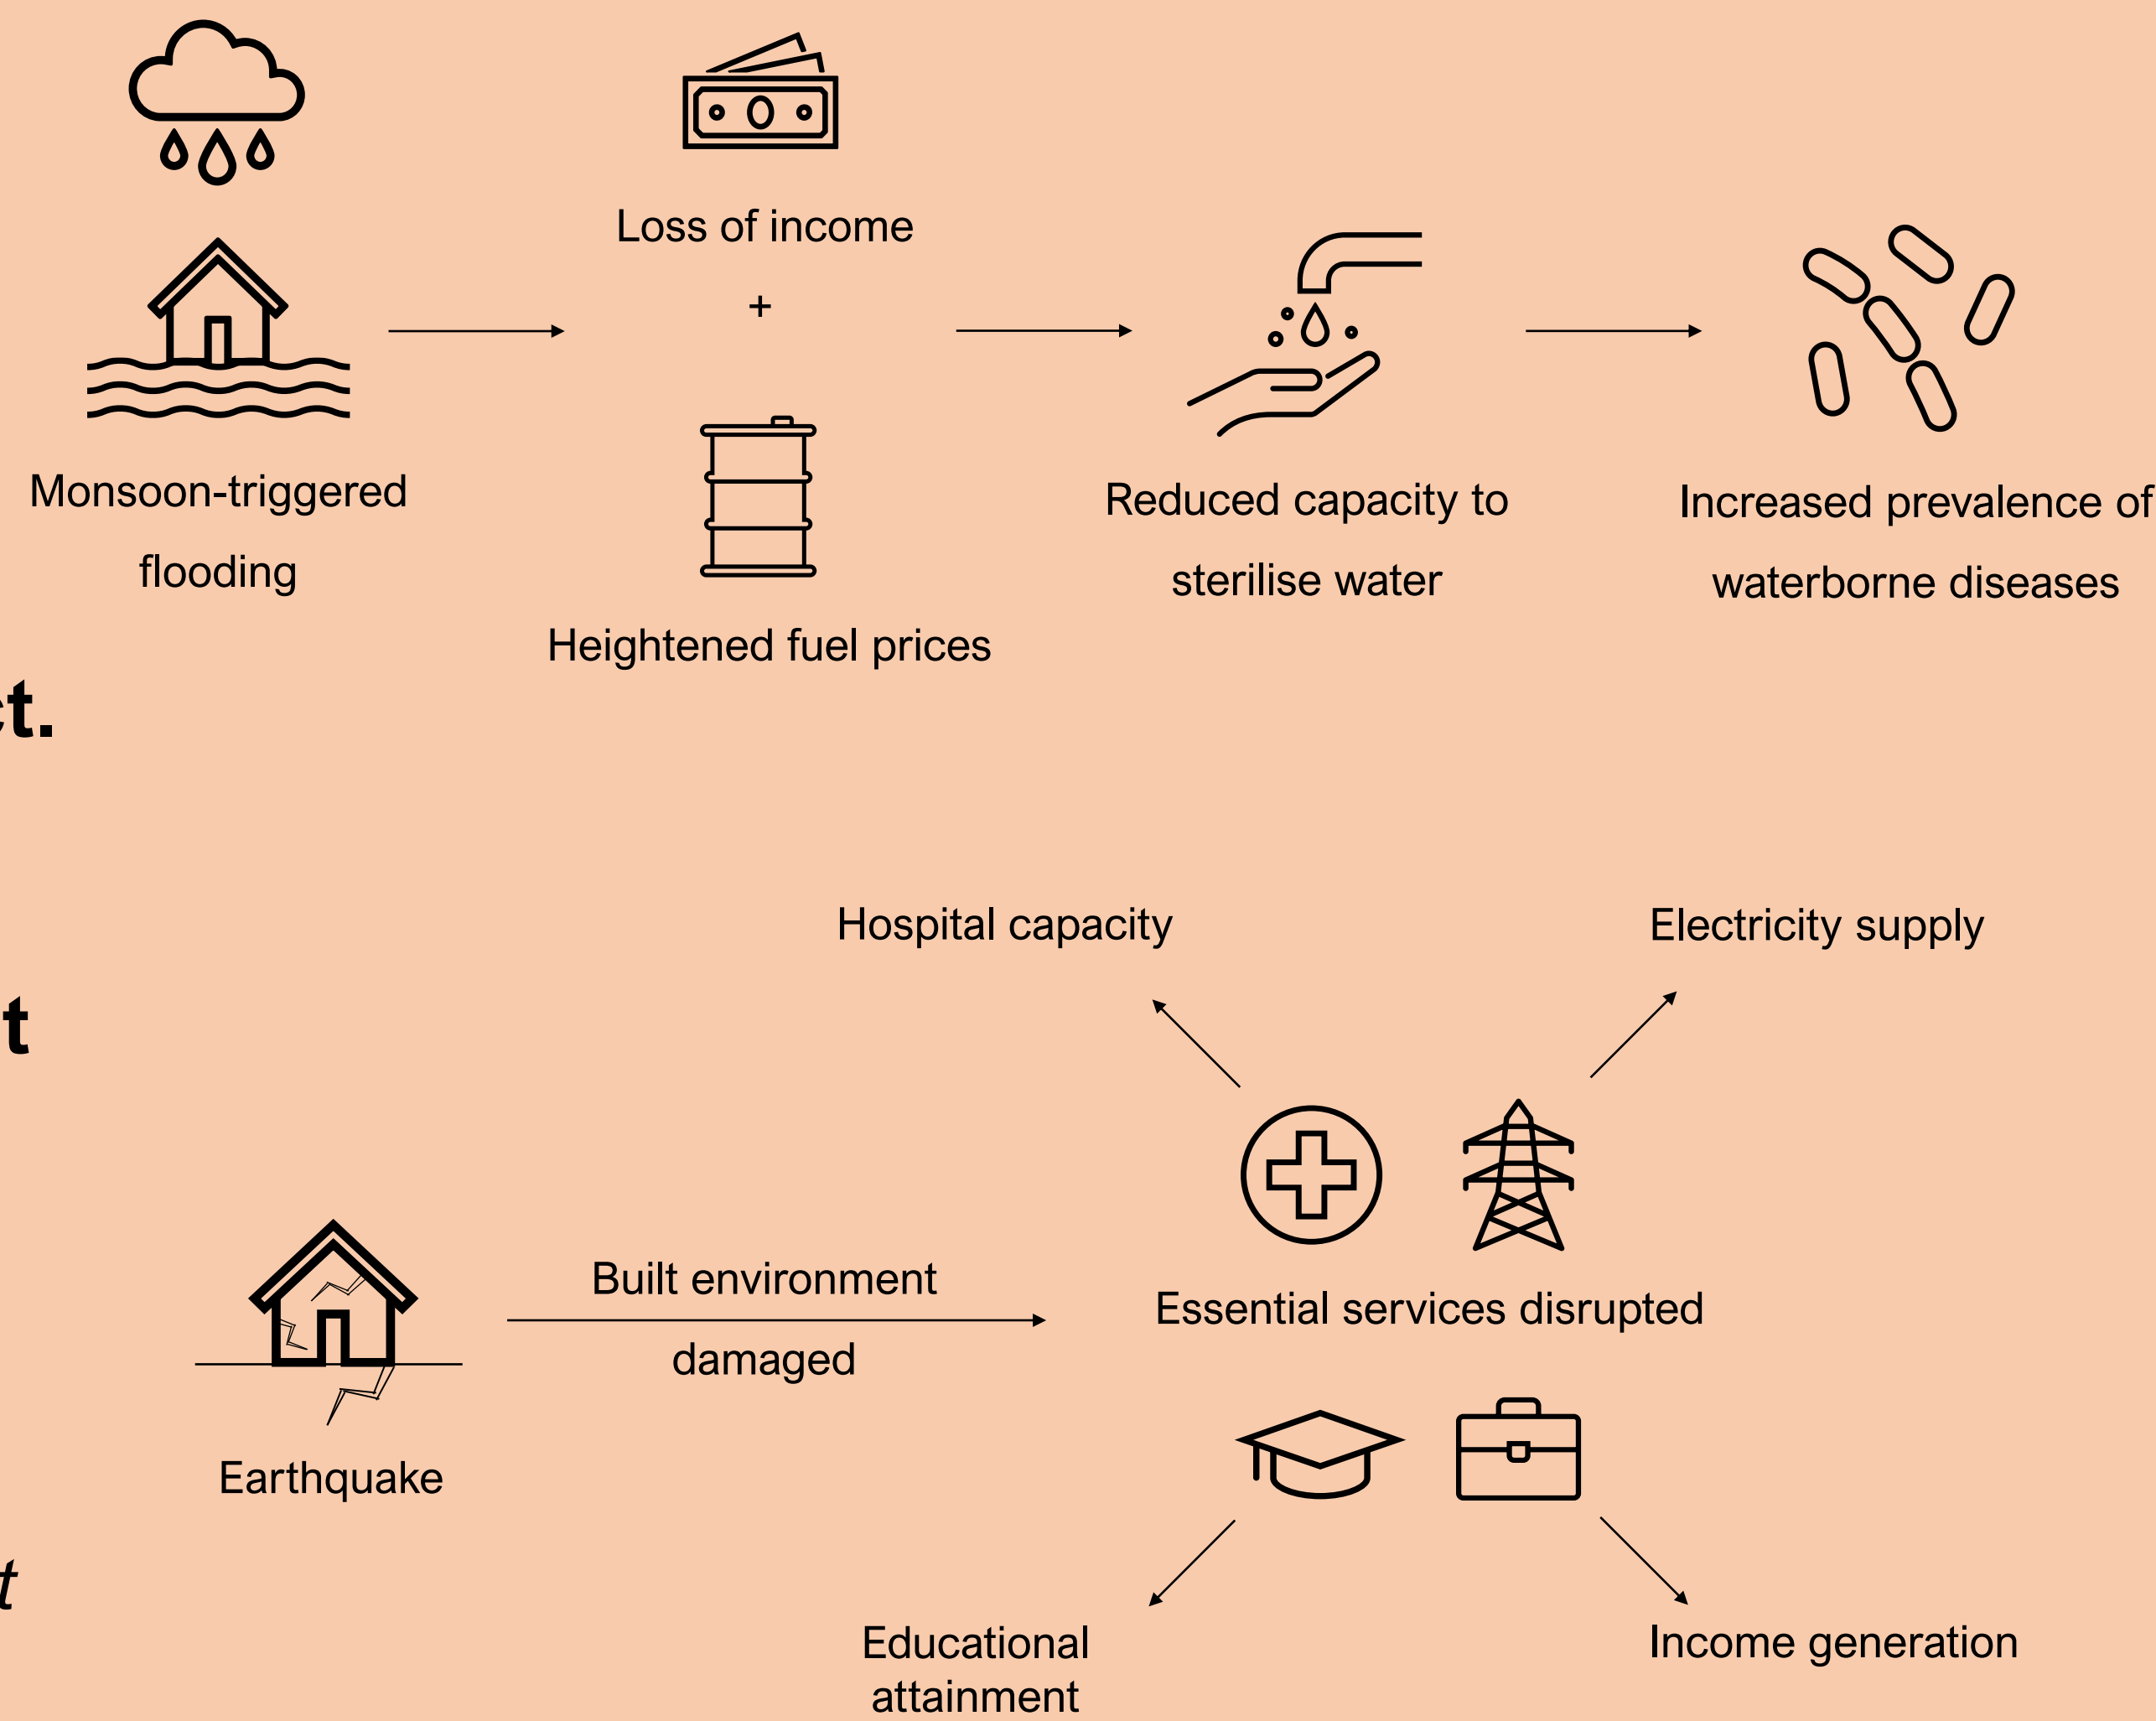 Loss of income
+
Monsoon-triggered
flooding
Heightened fuel prices
Reduced capacity to
sterilise water
Increased prevalence of
waterborne diseases
Hospital capacity
Electricity supply
Built environment
damaged
Essential services disrupted
Earthquake
Educational
attainment
Income generation